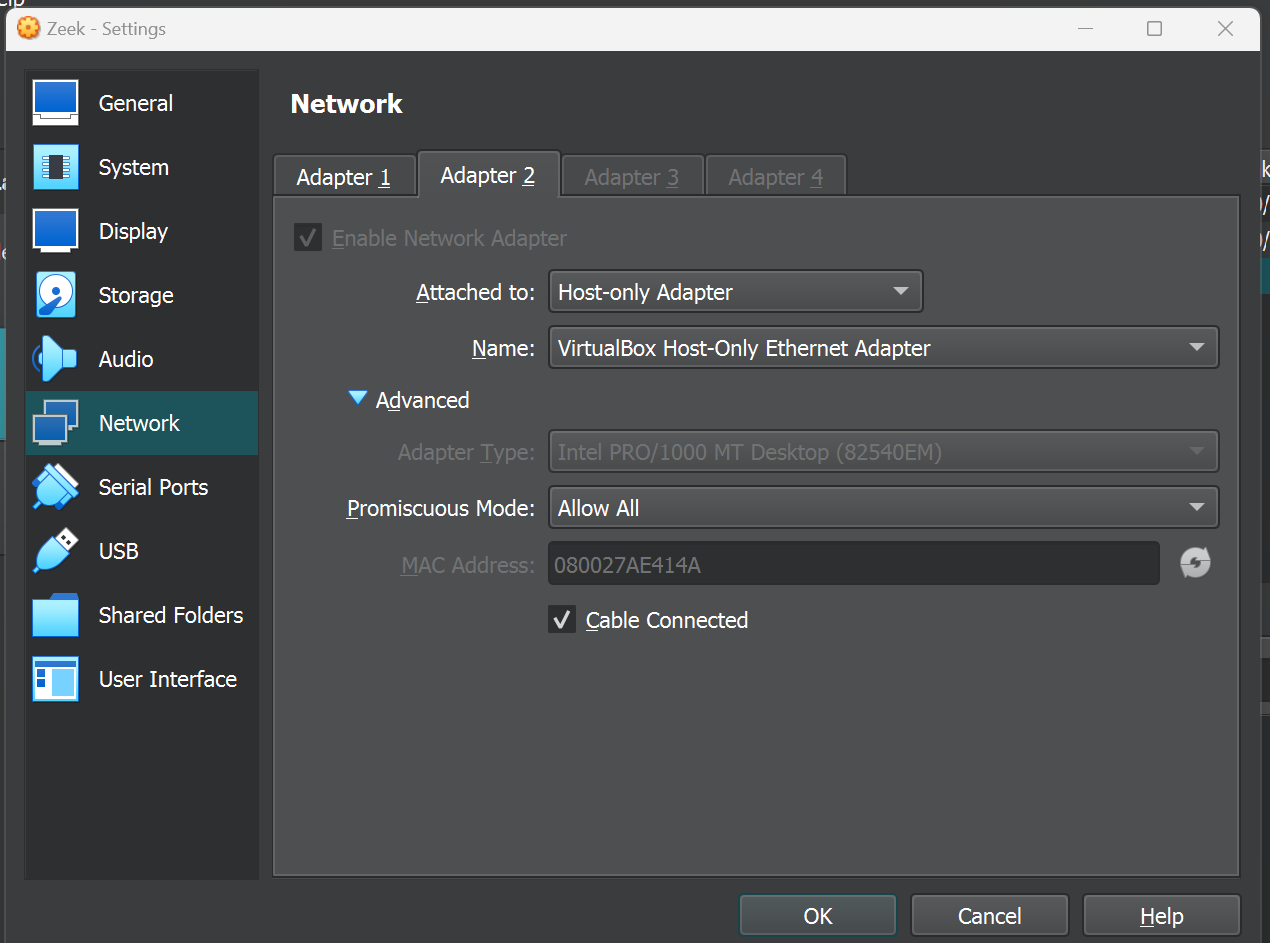 Zeek - Settings
General
System
Display
Storage
Audio
Network
Serial Ports
USB
Shared Folders
User Interface
Network
Adapter 1
Adapter 2
Adapter 3
Adapter 4
Enable Network Adapter
Attached to: Host-only Adapter
Name: VirtualBox Host-Only Ethernet Adapter
Advanced
Adapter Type: Intel PRO/1000 MT Desktop (82540EM)
Promiscuous Mode: Allow All
MAC Address: 080027AE414A
Cable Connected
OK
Cancel
Help